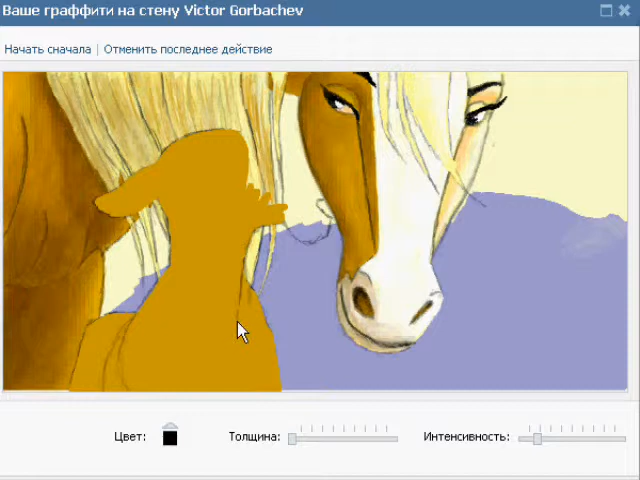 Ваше граффити на стену Victor Gorbachev
Начать сначала | Отменить последнее действие
Цвет: Толщина: Интенсивность: